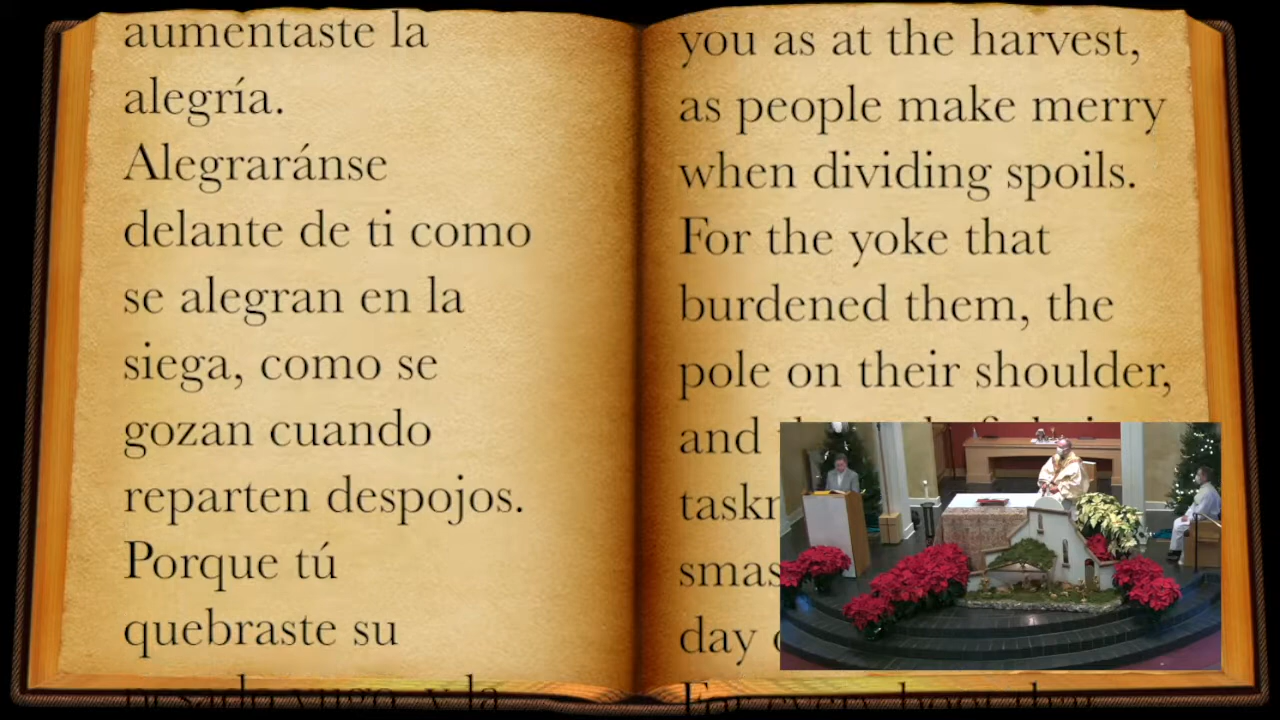 aumentaste la
alegría.
Alegraránse
delante de ti como
se alegran en la
siega, como se
gozan cuando
reparten despojos.
Porque tú
quebraste su
you as at the harvest,
as people make merry
when dividing spoils.
For the yoke that
burdened them, the
pole on their shoulder,
and
day